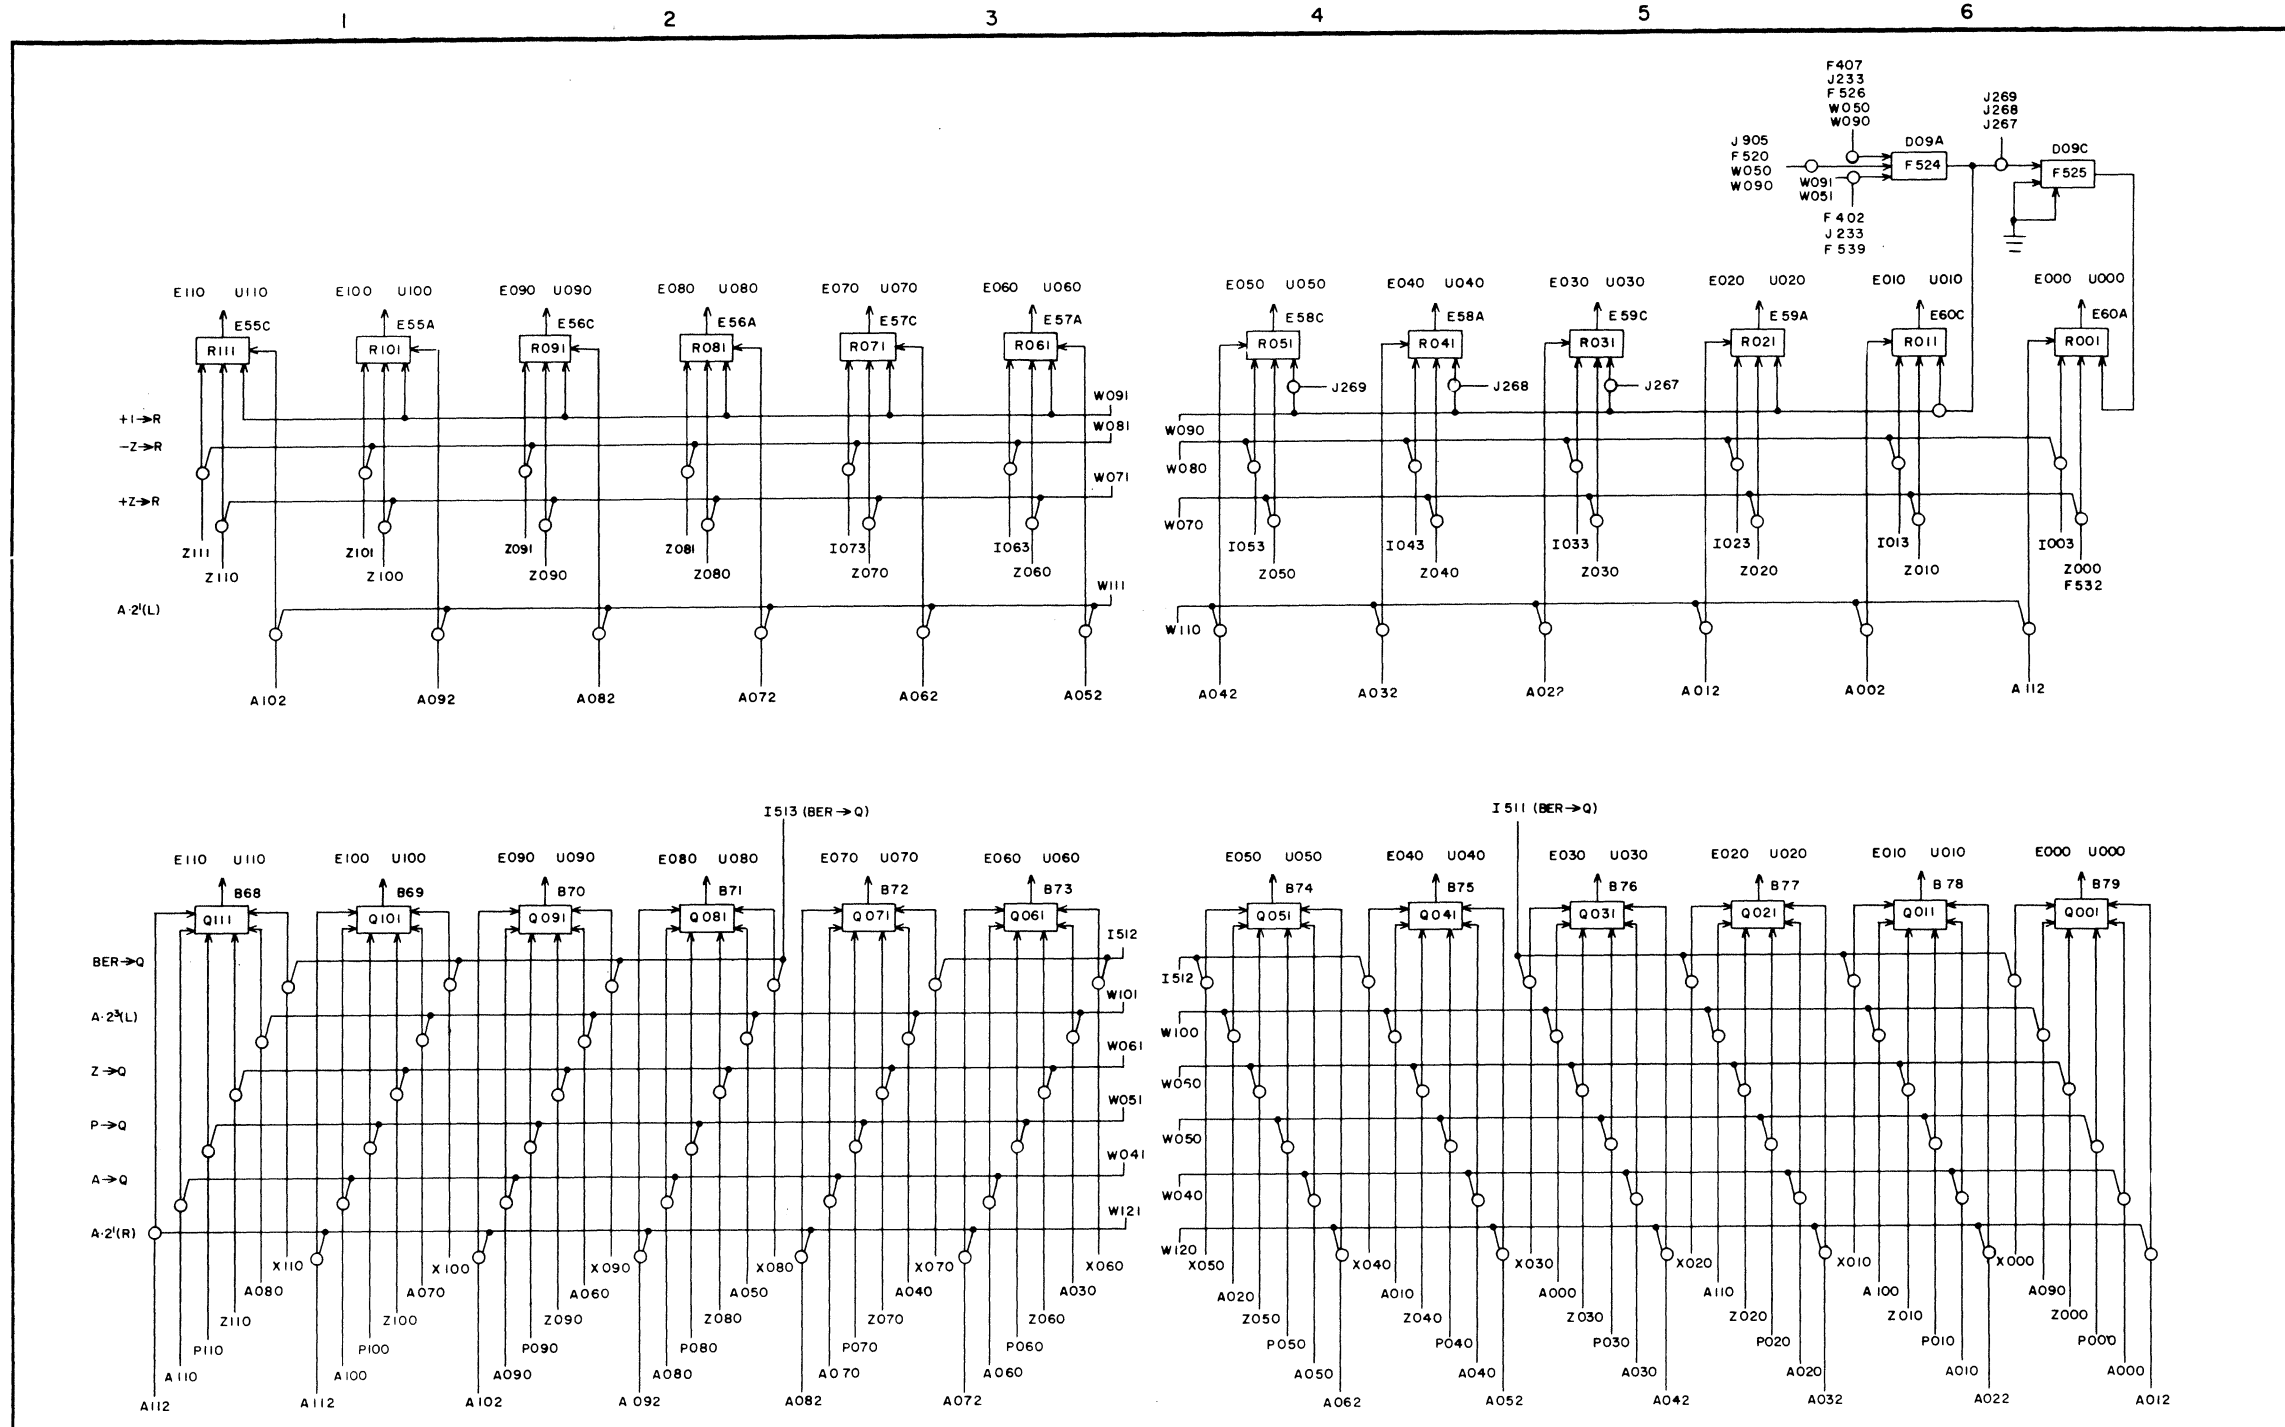 1 2 3 4 5 6
F407
J233
F526
W050
W090
J269
J268
J267
J905
F520
W050
W090
D09A
F524
D09C
F525
W091
W051
F402
J233
F539
E110 U110 E100 U100 E090 U090 E080 U080 E070 U070 E060 U060 E050 U050 E040 U040 E030 U030 E020 U020 E010 U010 E000 U000
E55C E55A E56C E56A E57C E57A E58C E58A E59C E59A E60C E60A
R111 R101 R091 R081 R071 R061 R051 R041 R031 R021 R011 R001
J269 J268 J267
+1→R W091 W090
-Z→R W081 W080
+Z→R W071 W070
Z111 Z101 Z091 Z081 I073 I063 I053 I043 I033 I023 I013 I003
Z110 Z100 Z090 Z080 Z070 Z060 Z050 Z040 Z030 Z020 Z010 Z000
F532
A·2¹(L) W111 W110
A102 A092 A082 A072 A062 A052 A042 A032 A022 A012 A002 A112
I513 (BER→Q) I511 (BER→Q)
E110 U110 E100 U100 E090 U090 E080 U080 E070 U070 E060 U060 E050 U050 E040 U040 E030 U030 E020 U020 E010 U010 E000 U000
B68 B69 B70 B71 B72 B73 B74 B75 B76 B77 B78 B79
Q111 Q101 Q091 Q081 Q071 Q061 Q051 Q041 Q031 Q021 Q011 Q001
BER→Q I512 I512
A·2³(L) W101 W100
Z→Q W061 W060
P→Q W051 W050
A→Q W041 W040
A·2¹(R) W121 W120
X110 X100 X090 X080 X070 X060 X050 X040 X030 X020 X010 X000
A080 A070 A060 A050 A040 A030 A020 A010 A000 A110 A100 A090
Z110 Z100 Z090 Z080 Z070 Z060 Z050 Z040 Z030 Z020 Z010 Z000
P110 P100 P090 P080 P070 P060 P050 P040 P030 P020 P010 P000
A110 A100 A090 A080 A070 A060 A050 A040 A030 A020 A010 A000
A112 A112 A102 A092 A082 A072 A062 A052 A042 A032 A022 A012